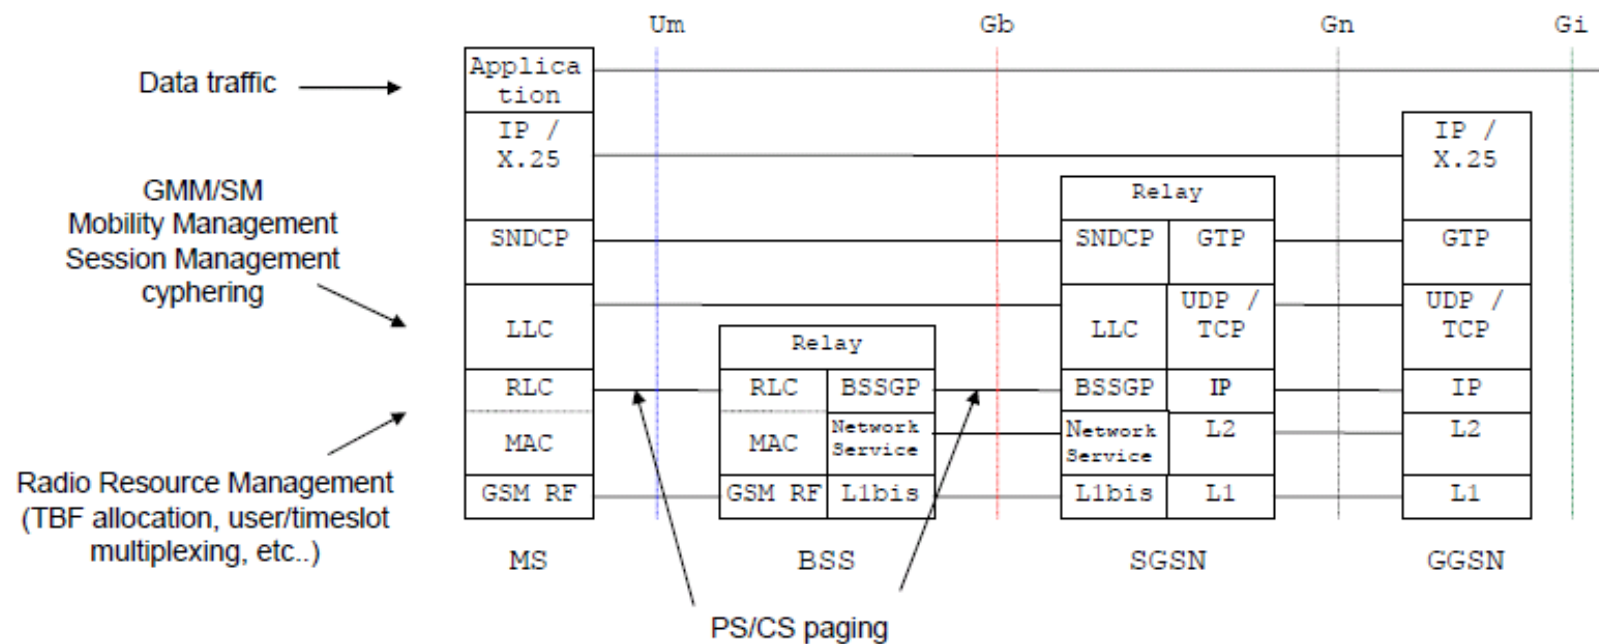 Um
Gb
Gn
Gi
Data traffic
GMM/SM
Mobility Management
Session Management
cyphering
Radio Resource Management
(TBF allocation, user/timeslot
multiplexing, etc..)
Applica
tion
IP /
X.25
SNDCP
LLC
RLC
MAC
GSM RF
MS
Relay
RLC
BSSGP
MAC
Network
Service
GSM RF
L1bis
BSS
Relay
SNDCP
GTP
LLC
UDP /
TCP
BSSGP
IP
Network
Service
L2
L1bis
L1
SGSN
IP /
X.25
GTP
UDP /
TCP
IP
L2
L1
GGSN
PS/CS paging